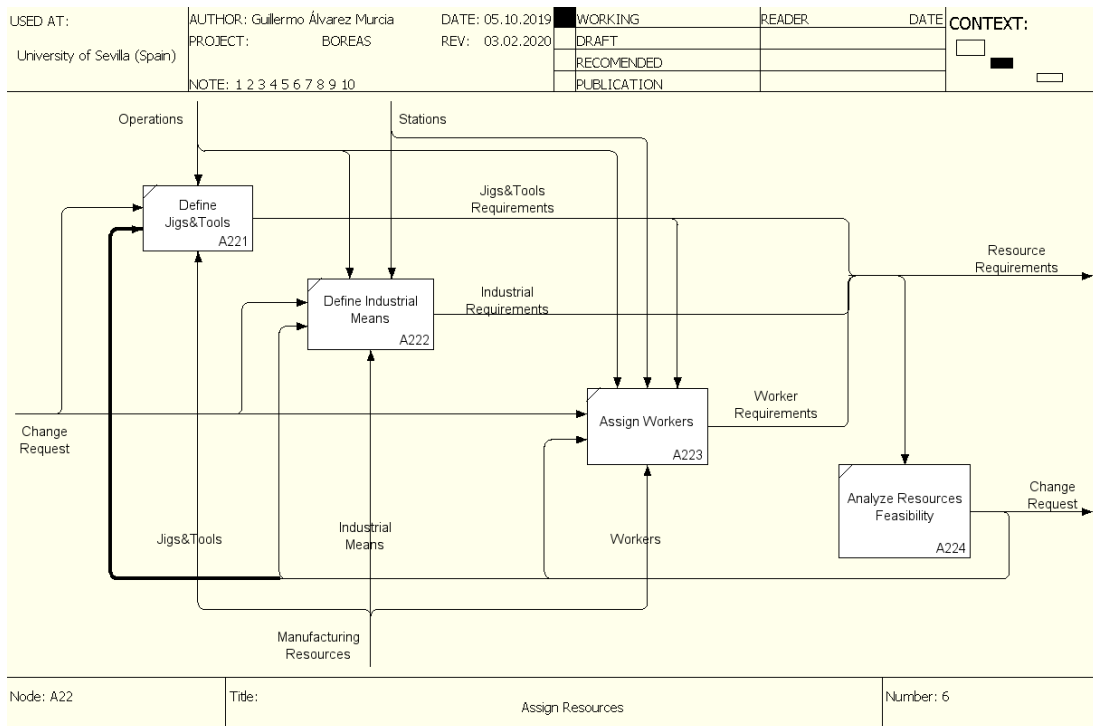 USED AT:
University of Sevilla (Spain)
AUTHOR: Guillermo Álvarez Murcia
DATE: 05.10.2019
PROJECT: BOREAS
REV: 03.02.2020
NOTE: 1 2 3 4 5 6 7 8 9 10
WORKING
DRAFT
RECOMENDED
PUBLICATION
READER
DATE
CONTEXT:
Operations
Stations
Define
Jigs&Tools
A221
Jigs&Tools
Requirements
Resource
Requirements
Define Industrial
Means
A222
Industrial
Requirements
Assign Workers
A223
Worker
Requirements
Change
Request
Analyze Resources
Feasibility
A224
Change
Request
Jigs&Tools
Industrial
Means
Workers
Manufacturing
Resources
Node: A22
Title:
Assign Resources
Number: 6